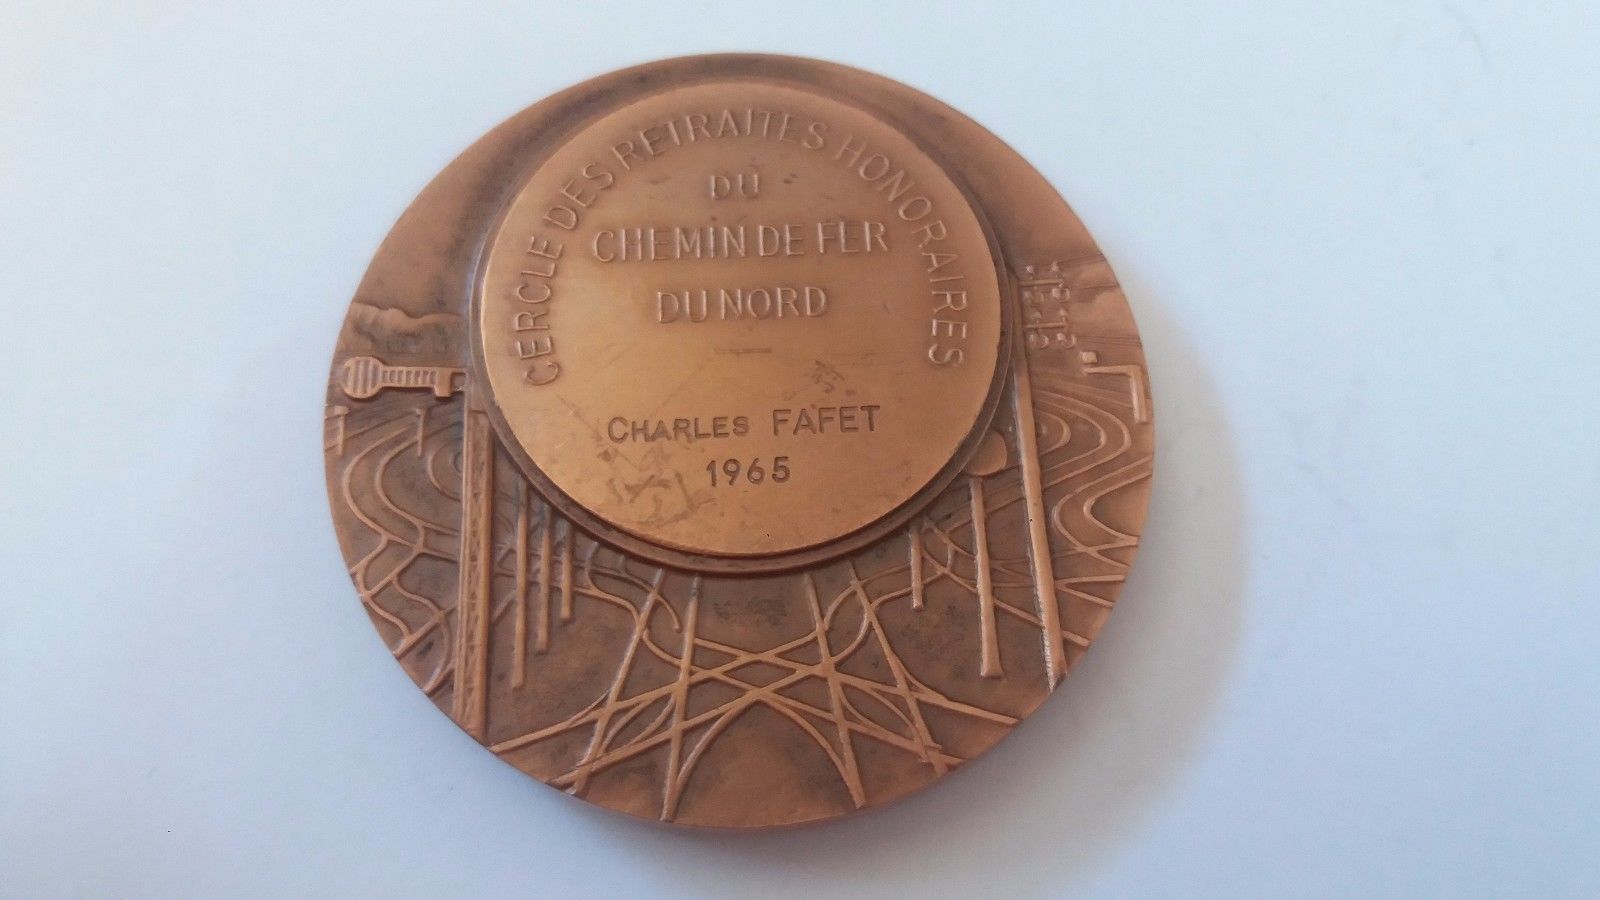 CERCLE DES RETRAITES HONORAIRES
DU
CHEMIN DE FER
DU NORD
CHARLES FAFET
1965